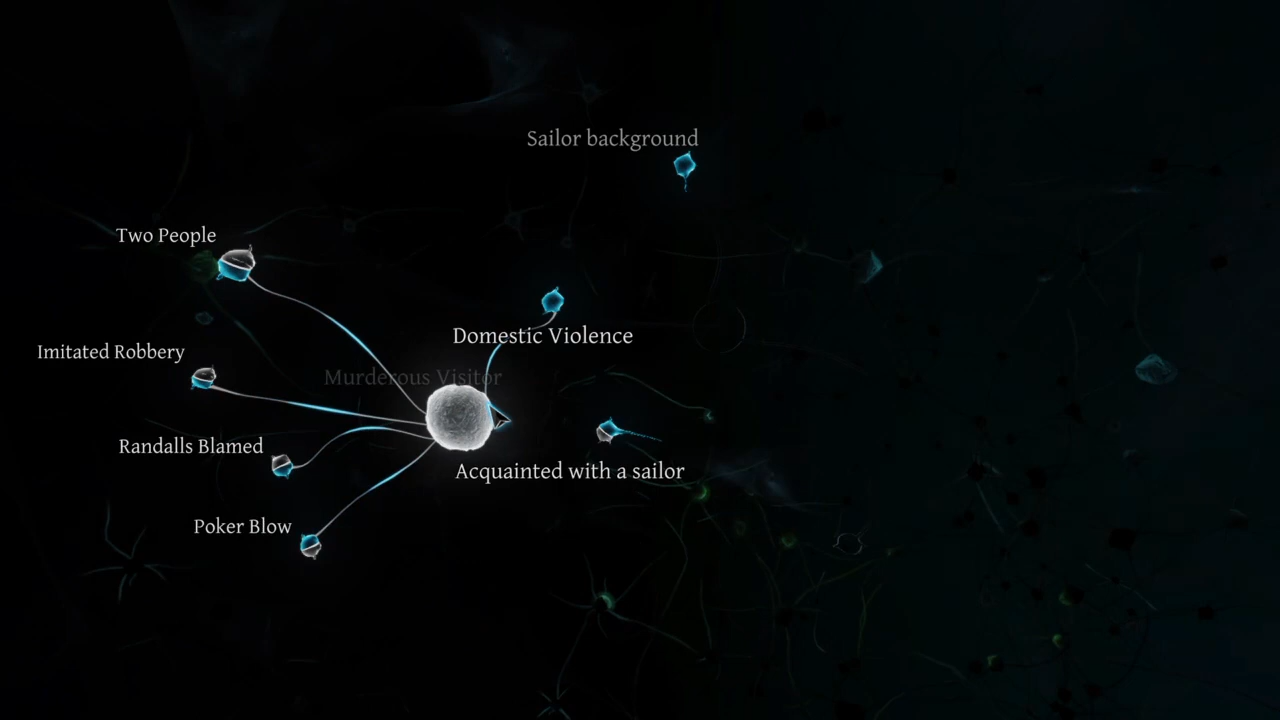 Sailor background
Two People
Domestic Violence
Imitated Robbery
Murderous Visitor
Randalls Blamed
Acquainted with a sailor
Poker Blow